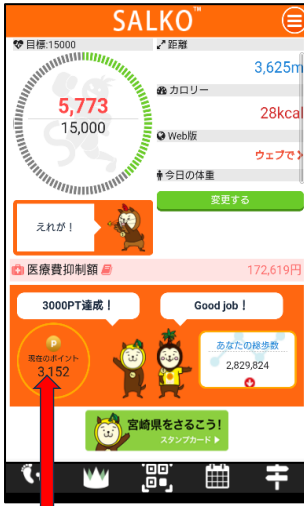 SALKO™
目標:15000
距離
3,625m
5,773
15,000
カロリー
28kcal
Web版
ウェブで
今日の体重
変更する
えれが！
医療費抑制額
172,619円
3000PT達成！
Good job！
P
現在のポイント
3,152
あなたの総歩数
2,829,824
宮崎県をさるこう！
スタンプカード